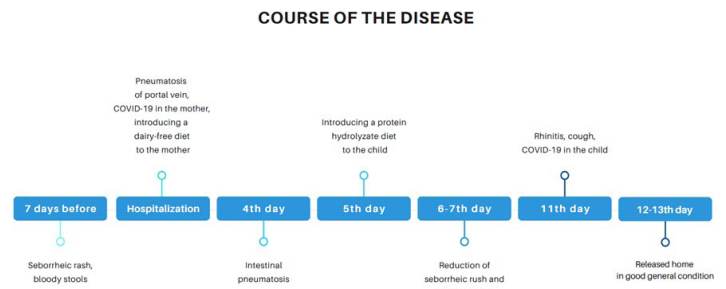 COURSE OF THE DISEASE
Pneumatosis
of portal vein,
COVID-19 in the mother,
introducing a
dairy-free diet
to the mother
Introducing a protein
hydrolyzate diet
to the child
Rhinitis, cough,
COVID-19 in the child
7 days before
Hospitalization
4th day
5th day
6-7th day
11th day
12-13th day
Seborrheic rash,
bloody stools
Intestinal
pneumatosis
Reduction of
seborrheic rush and
Released home
in good general condition